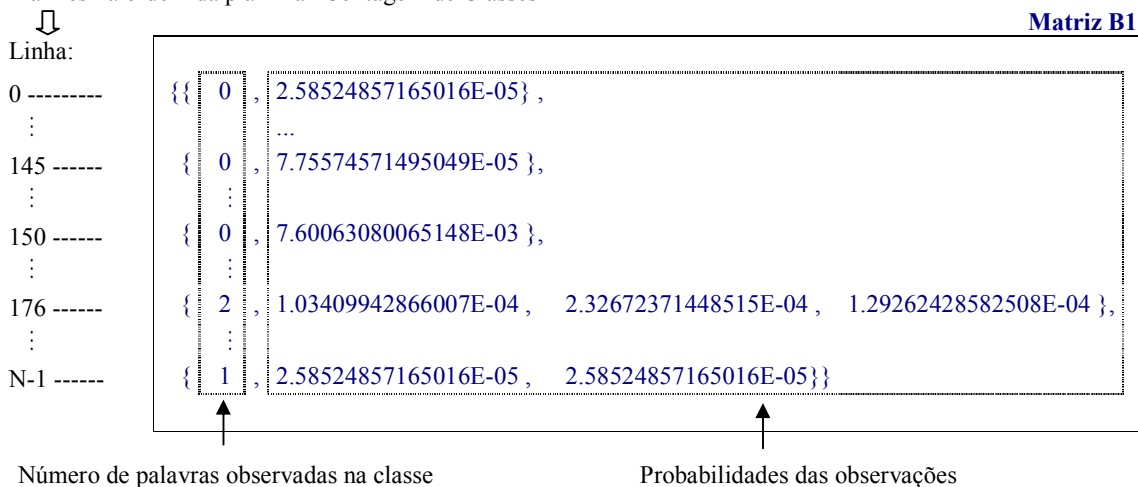 Matriz B1
Linha:
0 --------- {{ 0 , 2.58524857165016E-05} ,
⋮ ...
145 ------ { 0 , 7.75574571495049E-05 },
⋮ ⋮
150 ------ { 0 , 7.60063080065148E-03 },
⋮ ⋮
176 ------ { 2 , 1.03409942866007E-04 , 2.32672371448515E-04 , 1.29262428582508E-04 },
⋮ ⋮
N-1 ------ { 1 , 2.58524857165016E-05 , 2.58524857165016E-05}}
Número de palavras observadas na classe Probabilidades das observações